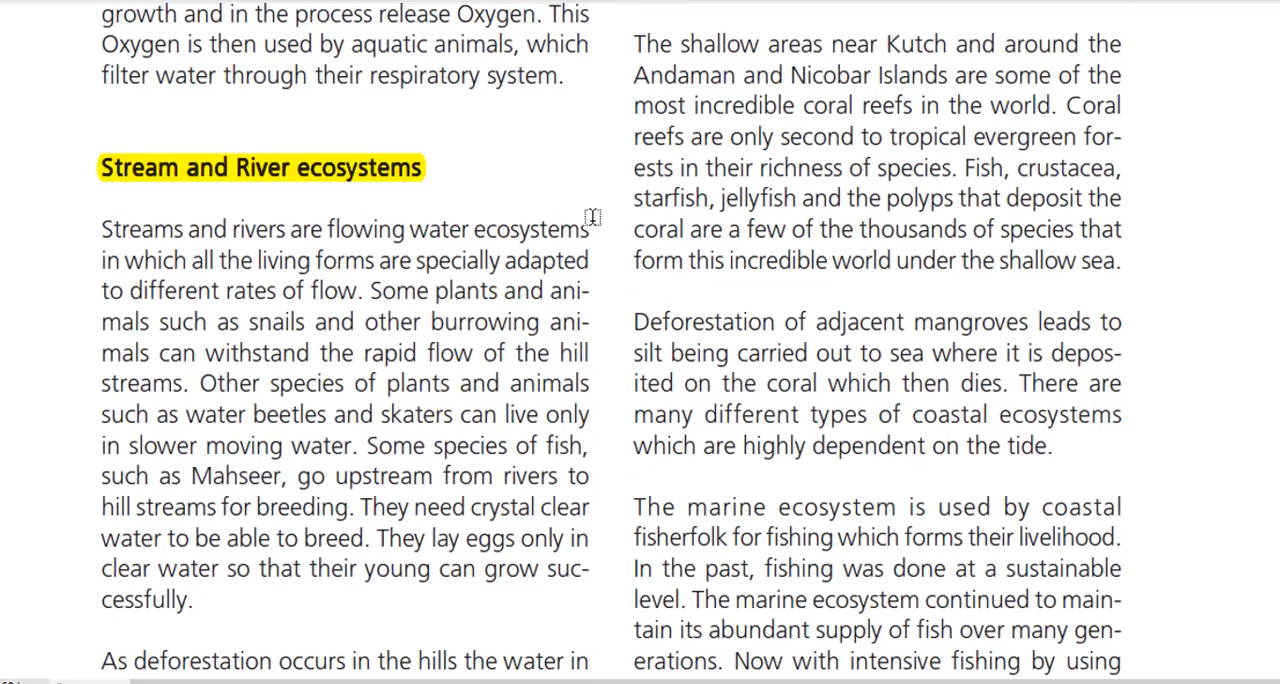 growth and in the process release Oxygen. This
Oxygen is then used by aquatic animals, which
filter water through their respiratory system.
Stream and River ecosystems
Streams and rivers are flowing water ecosystems
in which all the living forms are specially adapted
to different rates of flow. Some plants and ani-
mals such as snails and other burrowing ani-
mals can withstand the rapid flow of the hill
streams. Other species of plants and animals
such as water beetles and skaters can live only
in slower moving water. Some species of fish,
such as Mahseer, go upstream from rivers to
hill streams for breeding. They need crystal clear
water to be able to breed. They lay eggs only in
clear water so that their young can grow suc-
cessfully.
As deforestation occurs in the hills the water in
The shallow areas near Kutch and around the
Andaman and Nicobar Islands are some of the
most incredible coral reefs in the world. Coral
reefs are only second to tropical evergreen for-
ests in their richness of species. Fish, crustacea,
starfish, jellyfish and the polyps that deposit the
coral are a few of the thousands of species that
form this incredible world under the shallow sea.
Deforestation of adjacent mangroves leads to
silt being carried out to sea where it is depos-
ited on the coral which then dies. There are
many different types of coastal ecosystems
which are highly dependent on the tide.
The marine ecosystem is used by coastal
fisherfolk for fishing which forms their livelihood.
In the past, fishing was done at a sustainable
level. The marine ecosystem continued to main-
tain its abundant supply of fish over many gen-
erations. Now with intensive fishing by using